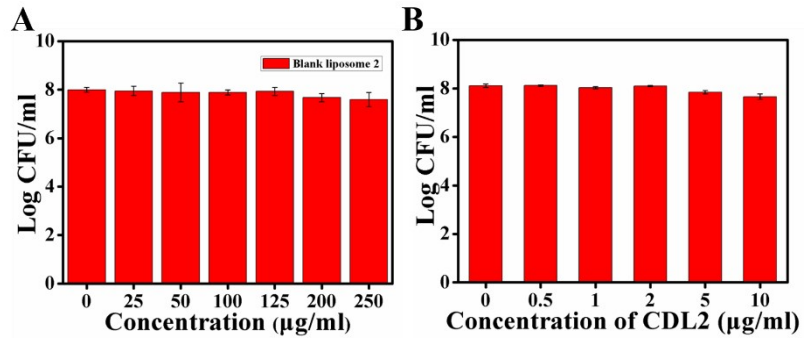 A
10
8
6
4
2
0
Log CFU/ml
Blank liposome 2
0 25 50 100 125 200 250
Concentration (µg/ml)
B
10
8
6
4
2
0
Log CFU/ml
0 0.5 1 2 5 10
Concentration of CDL2 (µg/ml)